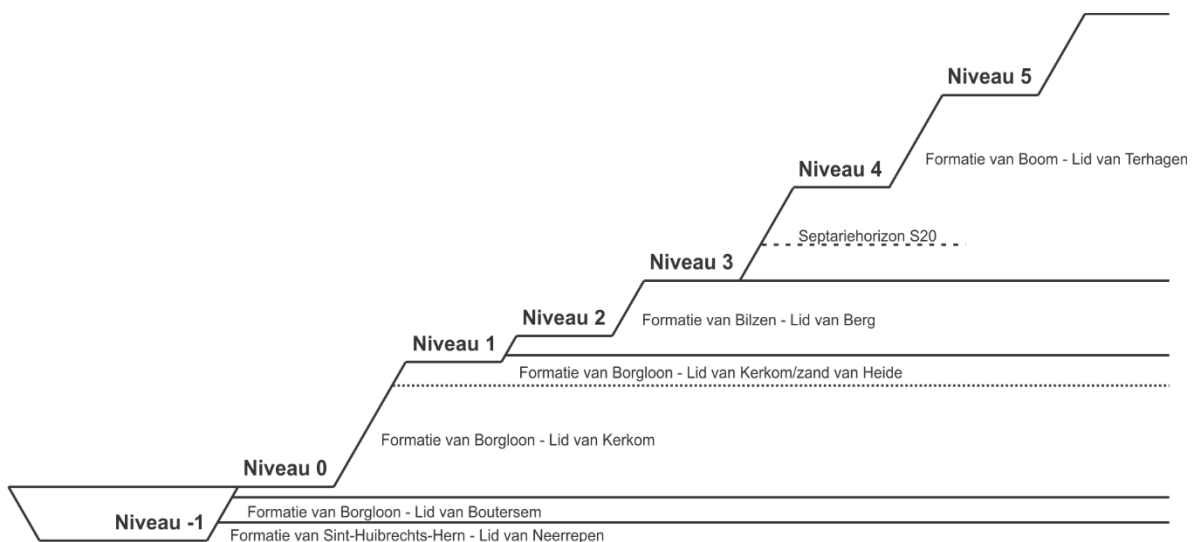 Niveau 5
Formatie van Boom - Lid van Terhagen
Niveau 4
Septariehorizon S20
Niveau 3
Formatie van Bilzen - Lid van Berg
Niveau 2
Niveau 1
Formatie van Borgloon - Lid van Kerkom/zand van Heide
Formatie van Borgloon - Lid van Kerkom
Niveau 0
Formatie van Borgloon - Lid van Boutersem
Niveau -1
Formatie van Sint-Huibrechts-Hern - Lid van Neerrepen